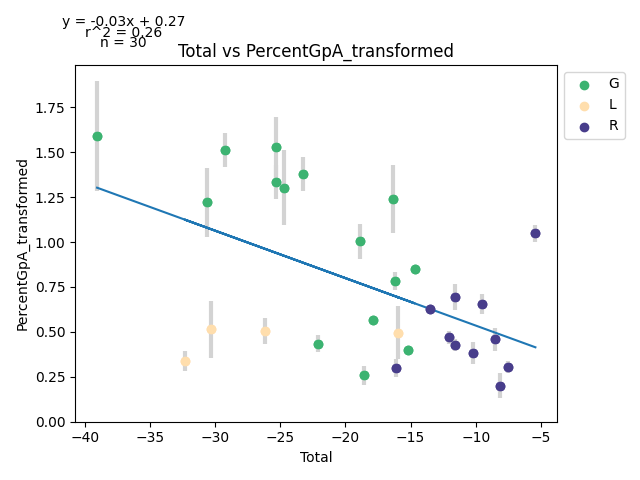 y = -0.03x + 0.27
r^2 = 0.26
n = 30
Total vs PercentGpA_transformed
G
L
R
PercentGpA_transformed
1.75
1.50
1.25
1.00
0.75
0.50
0.25
0.00
−40 −35 −30 −25 −20 −15 −10 −5
Total